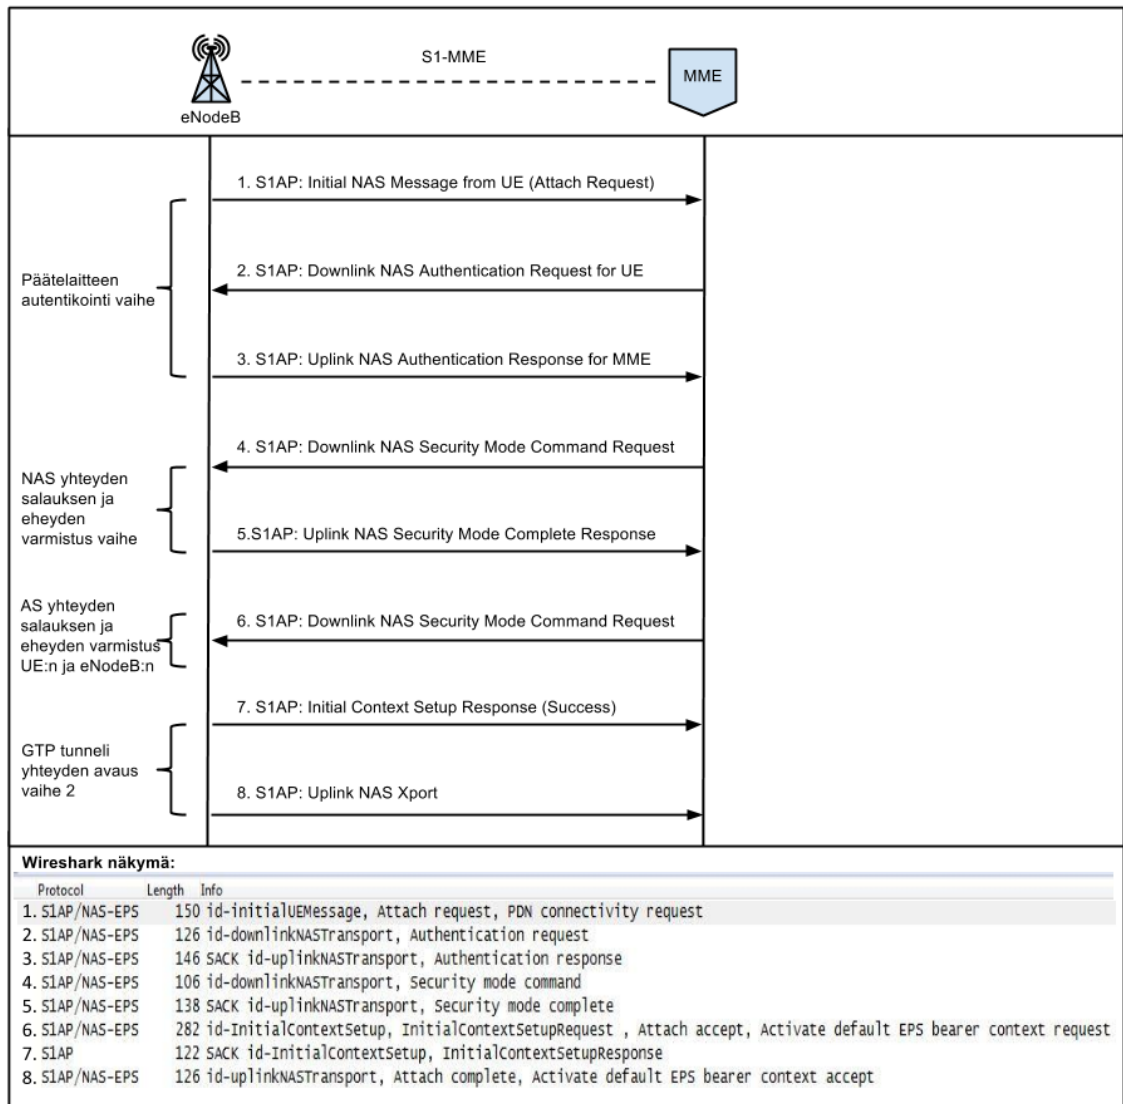 S1-MME
MME
eNodeB
1. S1AP: Initial NAS Message from UE (Attach Request)
2. S1AP: Downlink NAS Authentication Request for UE
Päätelaitteen
autentikointi vaihe
3. S1AP: Uplink NAS Authentication Response for MME
4. S1AP: Downlink NAS Security Mode Command Request
NAS yhteyden
salauksen ja
eheyden
varmistus vaihe
5.S1AP: Uplink NAS Security Mode Complete Response
AS yhteyden
salauksen ja
eheyden varmistus
UE:n ja eNodeB:n
6. S1AP: Downlink NAS Security Mode Command Request
7. S1AP: Initial Context Setup Response (Success)
GTP tunneli
yhteyden avaus
vaihe 2
8. S1AP: Uplink NAS Xport
Wireshark näkymä:
Protocol Length Info
1. S1AP/NAS-EPS 150 id-initialUEMessage, Attach request, PDN connectivity request
2. S1AP/NAS-EPS 126 id-downlinkNASTransport, Authentication request
3. S1AP/NAS-EPS 146 SACK id-uplinkNASTransport, Authentication response
4. S1AP/NAS-EPS 106 id-downlinkNASTransport, Security mode command
5. S1AP/NAS-EPS 138 SACK id-uplinkNASTransport, Security mode complete
6. S1AP/NAS-EPS 282 id-InitialContextSetup, InitialContextSetupRequest , Attach accept, Activate default EPS bearer context request
7. S1AP 122 SACK id-InitialContextSetup, InitialContextSetupResponse
8. S1AP/NAS-EPS 126 id-uplinkNASTransport, Attach complete, Activate default EPS bearer context accept